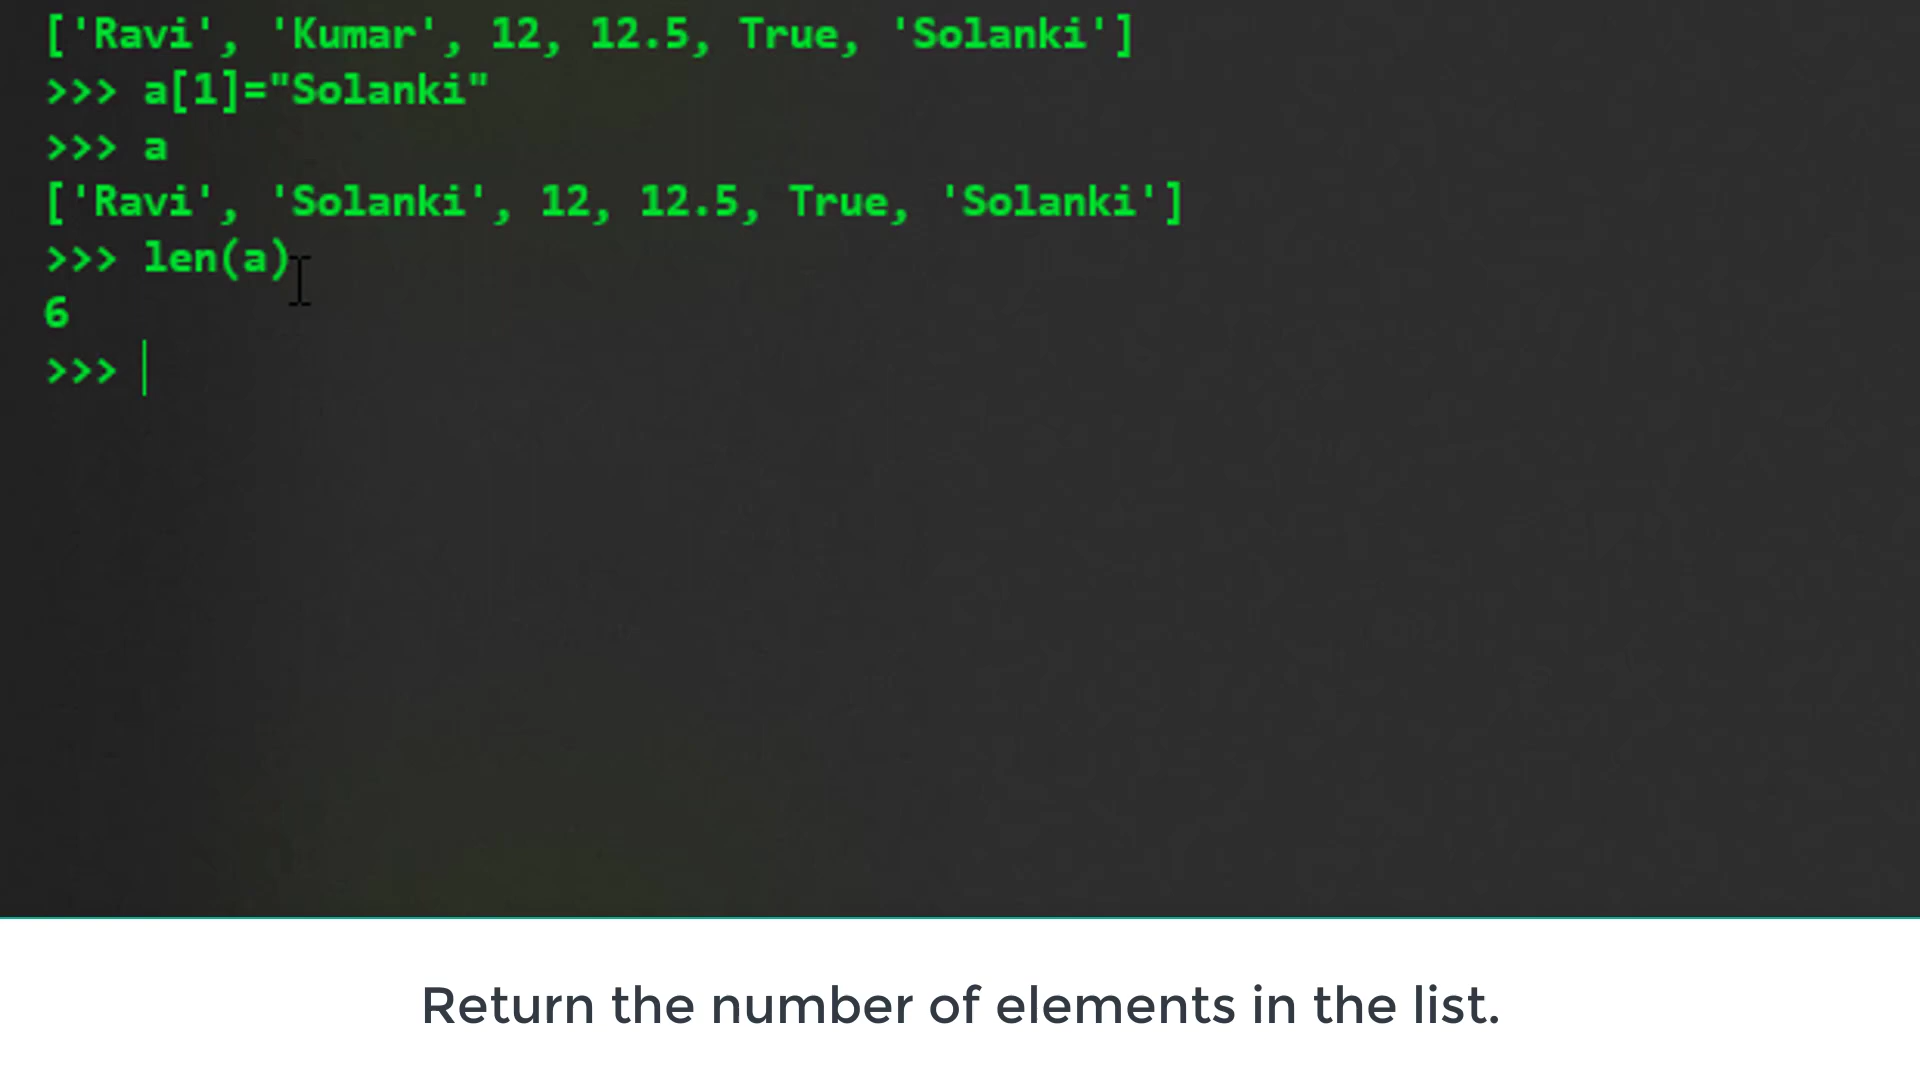 ['Ravi', 'Kumar', 12, 12.5, True, 'Solanki']
>>> a[1]="Solanki"
>>> a
['Ravi', 'Solanki', 12, 12.5, True, 'Solanki']
>>> len(a)
6
>>>
Return the number of elements in the list.